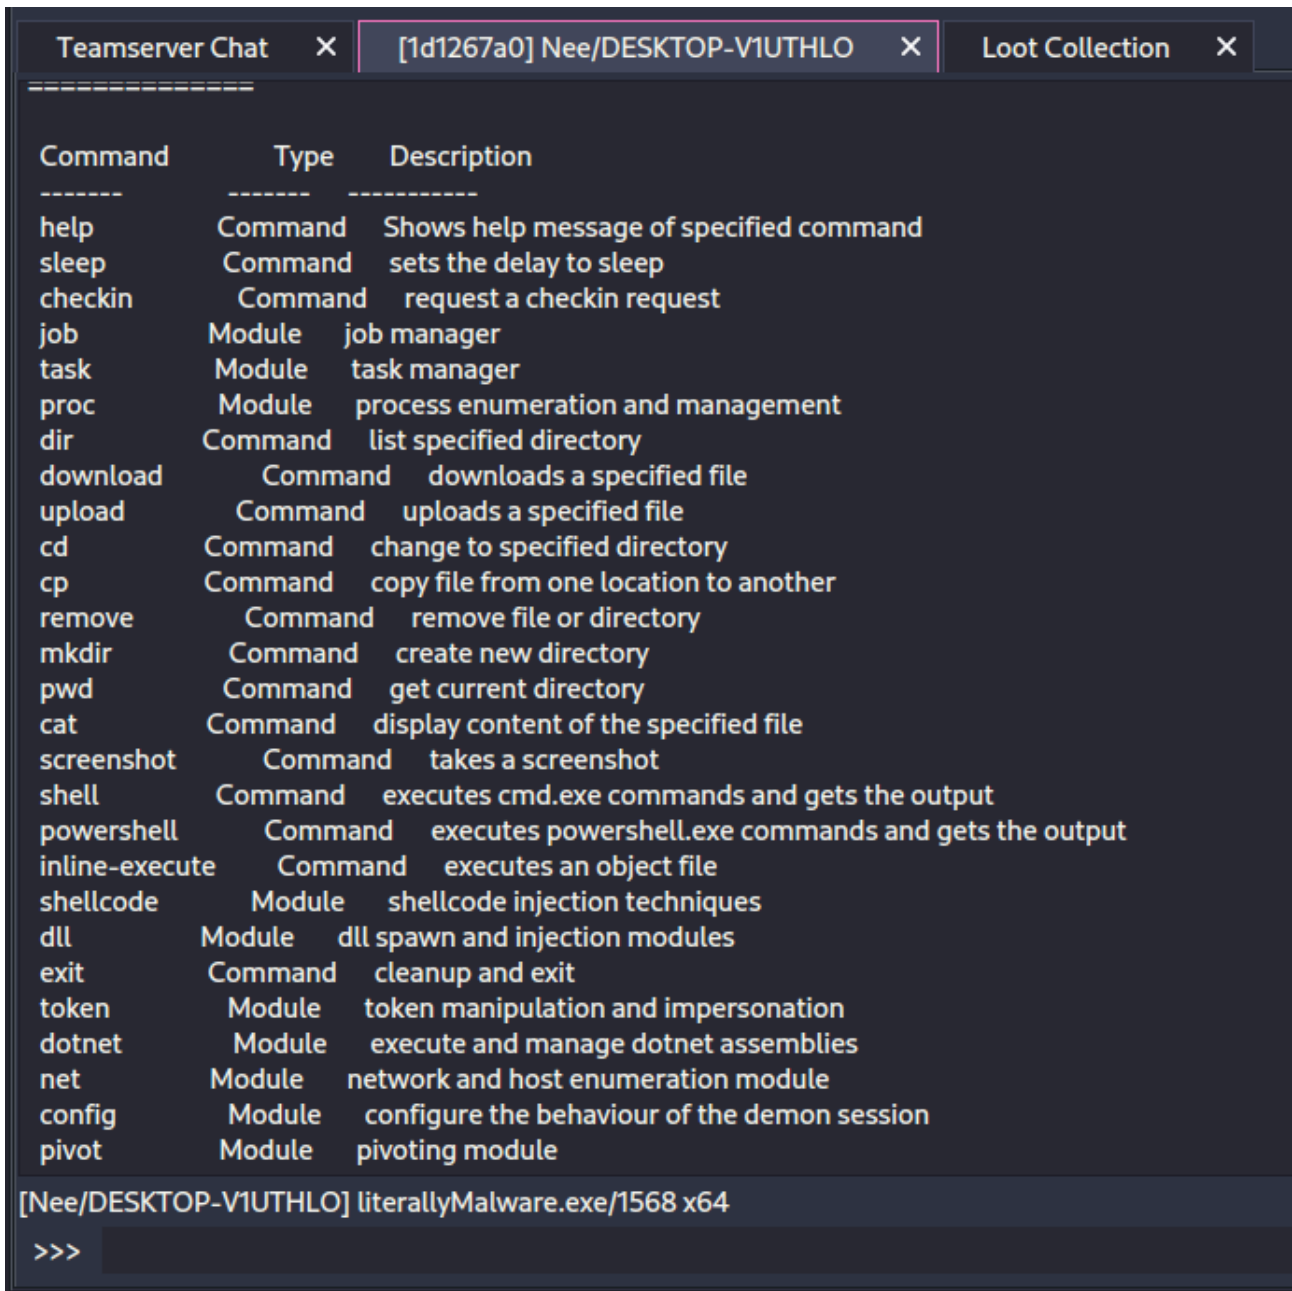 Teamserver Chat ✕ [1d1267a0] Nee/DESKTOP-V1UTHLO ✕ Loot Collection ✕
==============
Command Type Description
------- ------- -----------
help Command Shows help message of specified command
sleep Command sets the delay to sleep
checkin Command request a checkin request
job Module job manager
task Module task manager
proc Module process enumeration and management
dir Command list specified directory
download Command downloads a specified file
upload Command uploads a specified file
cd Command change to specified directory
cp Command copy file from one location to another
remove Command remove file or directory
mkdir Command create new directory
pwd Command get current directory
cat Command display content of the specified file
screenshot Command takes a screenshot
shell Command executes cmd.exe commands and gets the output
powershell Command executes powershell.exe commands and gets the output
inline-execute Command executes an object file
shellcode Module shellcode injection techniques
dll Module dll spawn and injection modules
exit Command cleanup and exit
token Module token manipulation and impersonation
dotnet Module execute and manage dotnet assemblies
net Module network and host enumeration module
config Module configure the behaviour of the demon session
pivot Module pivoting module
[Nee/DESKTOP-V1UTHLO] literallyMalware.exe/1568 x64
>>>